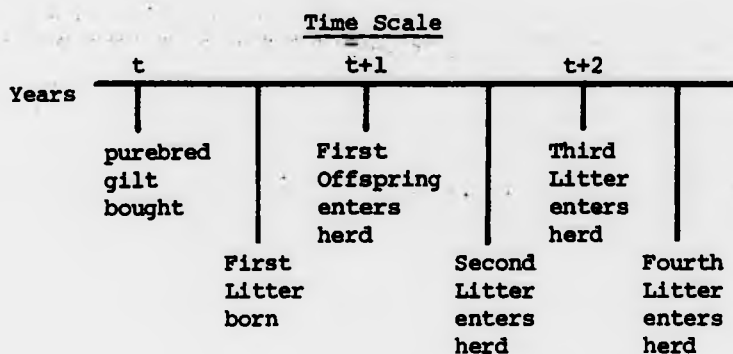 Time Scale
t t+1 t+2
Years
purebred First Third
gilt Offspring Litter
bought enters enters
herd herd
First Second Fourth
Litter Litter Litter
born enters enters
herd herd